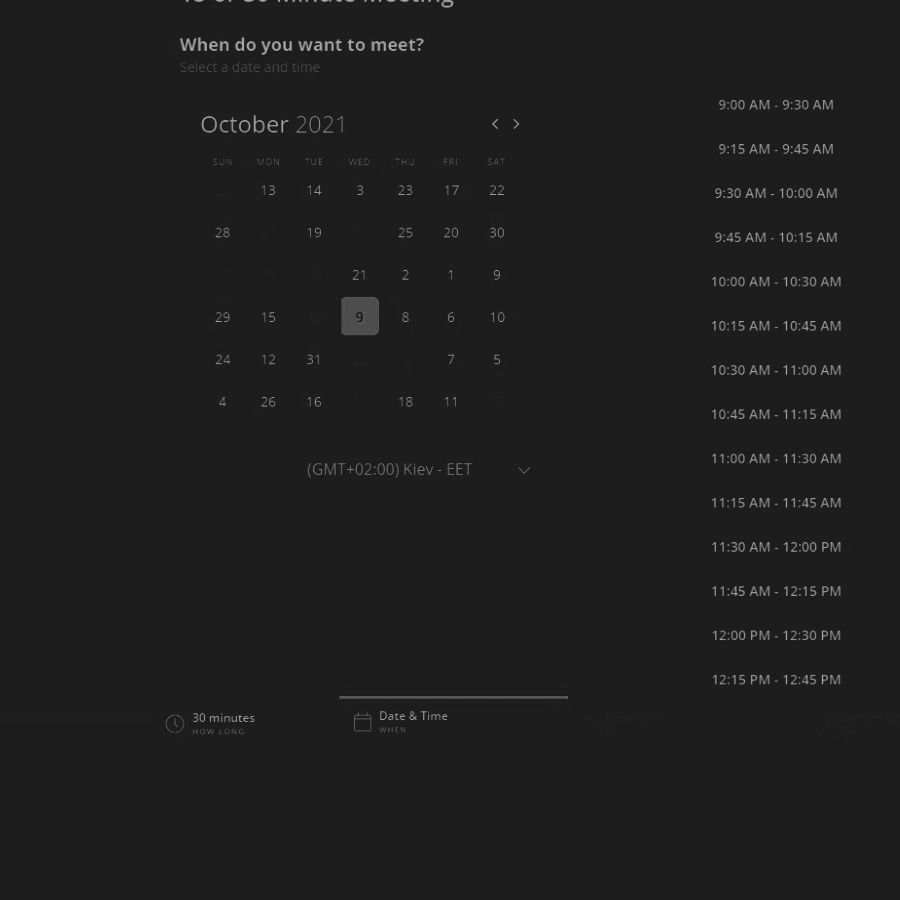 When do you want to meet?
Select a date and time
October 2021
SUN MON TUE WED THU FRI SAT
13 14 3 23 17 22
28 19 25 20 30
21 2 1 9
29 15 9 8 6 10
24 12 31 7 5
4 26 16 18 11
(GMT+02:00) Kiev - EET
9:00 AM - 9:30 AM
9:15 AM - 9:45 AM
9:30 AM - 10:00 AM
9:45 AM - 10:15 AM
10:00 AM - 10:30 AM
10:15 AM - 10:45 AM
10:30 AM - 11:00 AM
10:45 AM - 11:15 AM
11:00 AM - 11:30 AM
11:15 AM - 11:45 AM
11:30 AM - 12:00 PM
11:45 AM - 12:15 PM
12:00 PM - 12:30 PM
12:15 PM - 12:45 PM
30 minutes
HOW LONG
Date & Time
WHEN